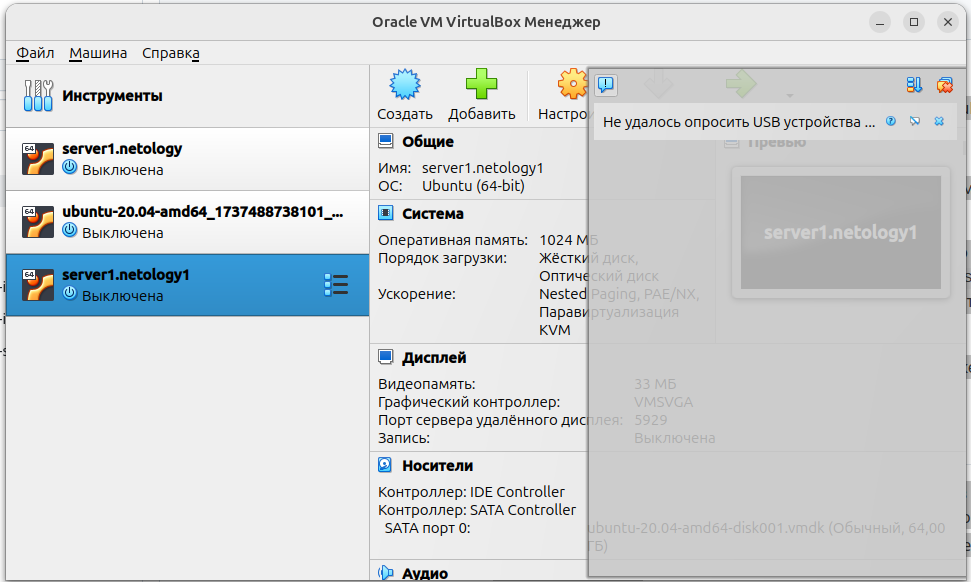 Oracle VM VirtualBox Менеджер
Файл Машина Справка
Инструменты
64
server1.netology
Выключена
64
ubuntu-20.04-amd64_1737488738101_...
Выключена
64
server1.netology1
Выключена
Создать Добавить Настро
Не удалось опросить USB устройства ...
Общие
Имя: server1.netology1
ОС: Ubuntu (64-bit)
Превью
server1.netology1
Система
Оперативная память: 1024 МБ
Порядок загрузки: Жёсткий диск,
Оптический диск
Ускорение: Nested Paging, PAE/NX,
Паравиртуализация
KVM
Дисплей
Видеопамять: 33 МБ
Графический контроллер: VMSVGA
Порт сервера удалённого дисплея: 5929
Запись: Выключена
Носители
Контроллер: IDE Controller
Контроллер: SATA Controller
SATA порт 0: ubuntu-20.04-amd64-disk001.vmdk (Обычный, 64,00
ГБ)
Аудио